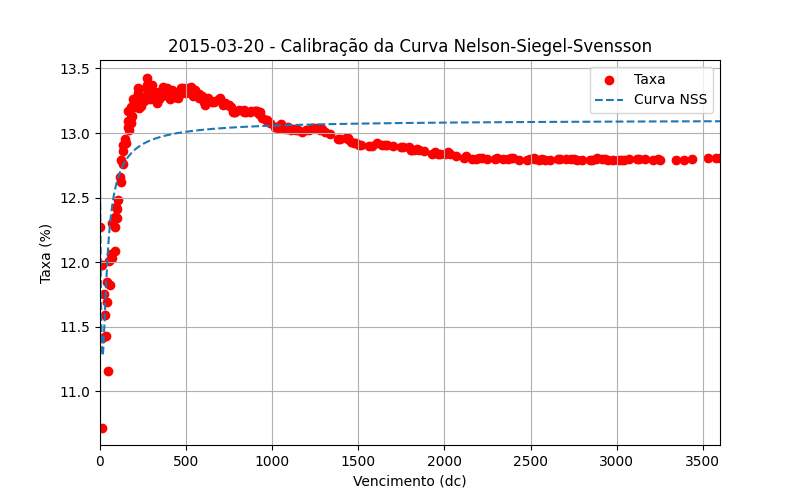 2015-03-20 - Calibração da Curva Nelson-Siegel-Svensson
Taxa
Curva NSS
Taxa (%)
13.5
13.0
12.5
12.0
11.5
11.0
0 500 1000 1500 2000 2500 3000 3500
Vencimento (dc)